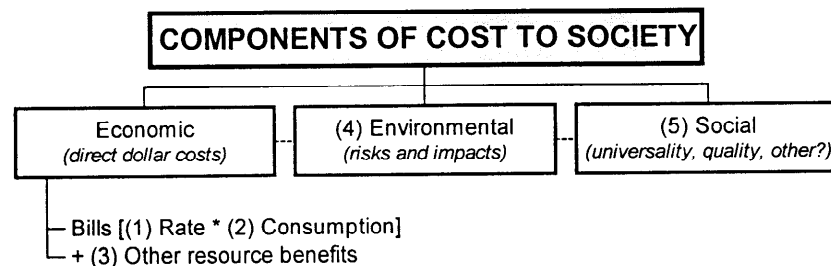 COMPONENTS OF COST TO SOCIETY
Economic
(direct dollar costs)
(4) Environmental
(risks and impacts)
(5) Social
(universality, quality, other?)
Bills [(1) Rate * (2) Consumption]
+ (3) Other resource benefits